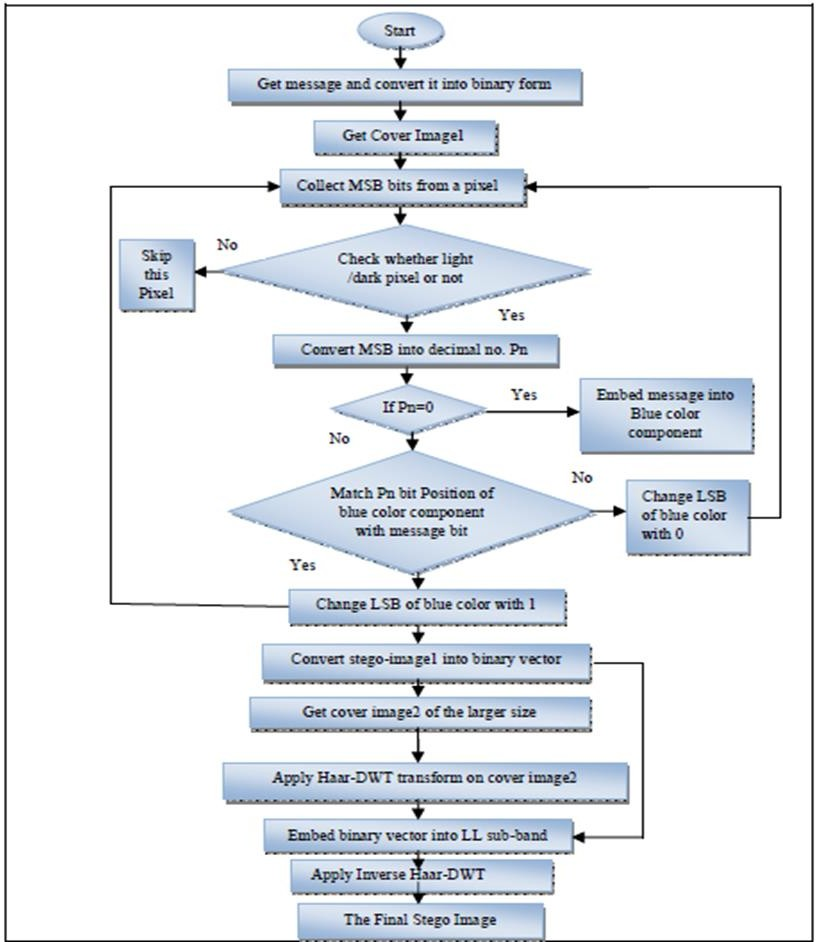 Start
Get message and convert it into binary form
Get Cover Image1
Collect MSB bits from a pixel
No
Skip
this
Pixel
Check whether light
/dark pixel or not
Yes
Convert MSB into decimal no. Pn
If Pn=0
Yes
Embed message into
Blue color
component
No
Match Pn bit Position of
blue color component
with message bit
No
Change LSB
of blue color
with 0
Yes
Change LSB of blue color with 1
Convert stego-image1 into binary vector
Get cover image2 of the larger size
Apply Haar-DWT transform on cover image2
Embed binary vector into LL sub-band
Apply Inverse Haar-DWT
The Final Stego Image